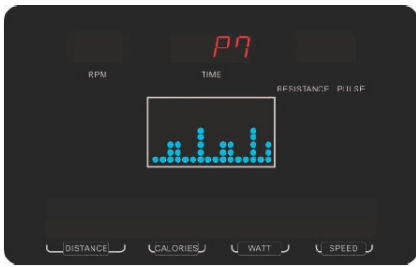 P7
RPM
TIME
RESISTANCE PULSE
DISTANCE CALORIES WATT SPEED